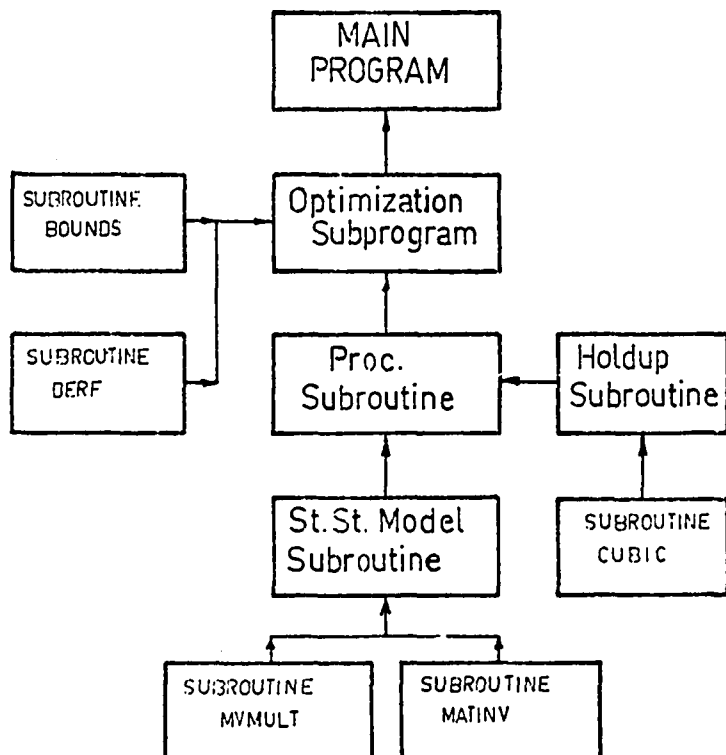 MAIN
PROGRAM
SUBROUTINE
BOUNDS
Optimization
Subprogram
SUBROUTINE
DERF
Proc.
Subroutine
Holdup
Subroutine
St. St. Model
Subroutine
SUBROUTINE
CUBIC
SUBROUTINE
MVMULT
SUBROUTINE
MATINV